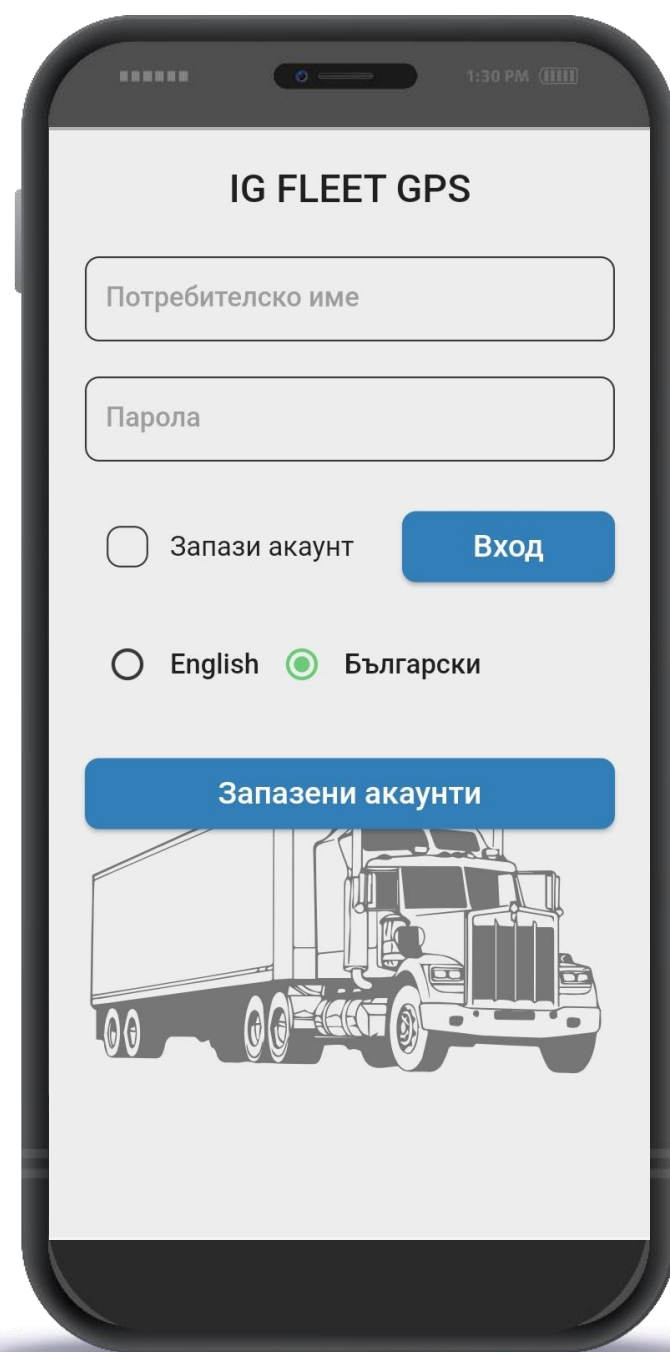 1:30 PM
IG FLEET GPS
Потребителско име
Парола
Запази акаунт
Вход
English
Български
Запазени акаунти